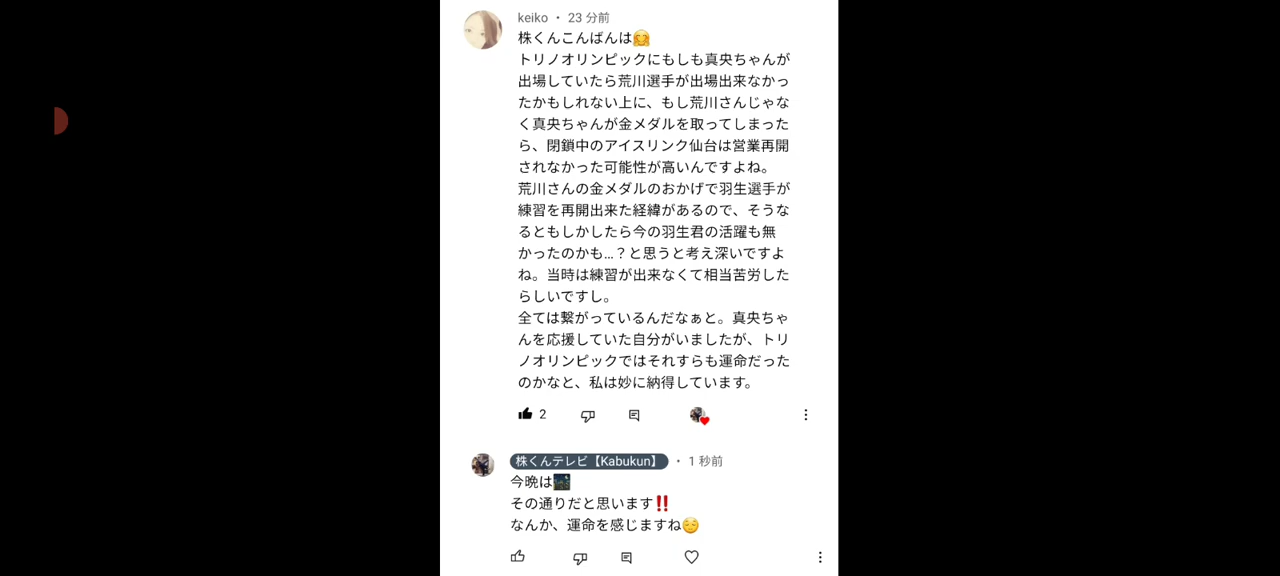 keiko • 23 分前
株くんこんばんは🤗
トリノオリンピックにもしも真央ちゃんが
出場していたら荒川選手が出場出来なかっ
たかもしれない上に、もし荒川さんじゃな
く真央ちゃんが金メダルを取ってしまった
ら、閉鎖中のアイスリンク仙台は営業再開
されなかった可能性が高いんですよね。
荒川さんの金メダルのおかげで羽生選手が
練習を再開出来た経緯があるので、そうな
るともしかしたら今の羽生君の活躍も無
かったのかも...？と思うと考え深いですよ
ね。当時は練習が出来なくて相当苦労した
らしいですし。
全ては繋がっているんだなぁと。真央ちゃ
んを応援していた自分がいましたが、トリ
ノオリンピックではそれすらも運命だった
のかなと、私は妙に納得しています。
2
株くんテレビ【Kabukun】 • 1 秒前
今晩は🎆
その通りだと思います‼️
なんか、運命を感じますね😌